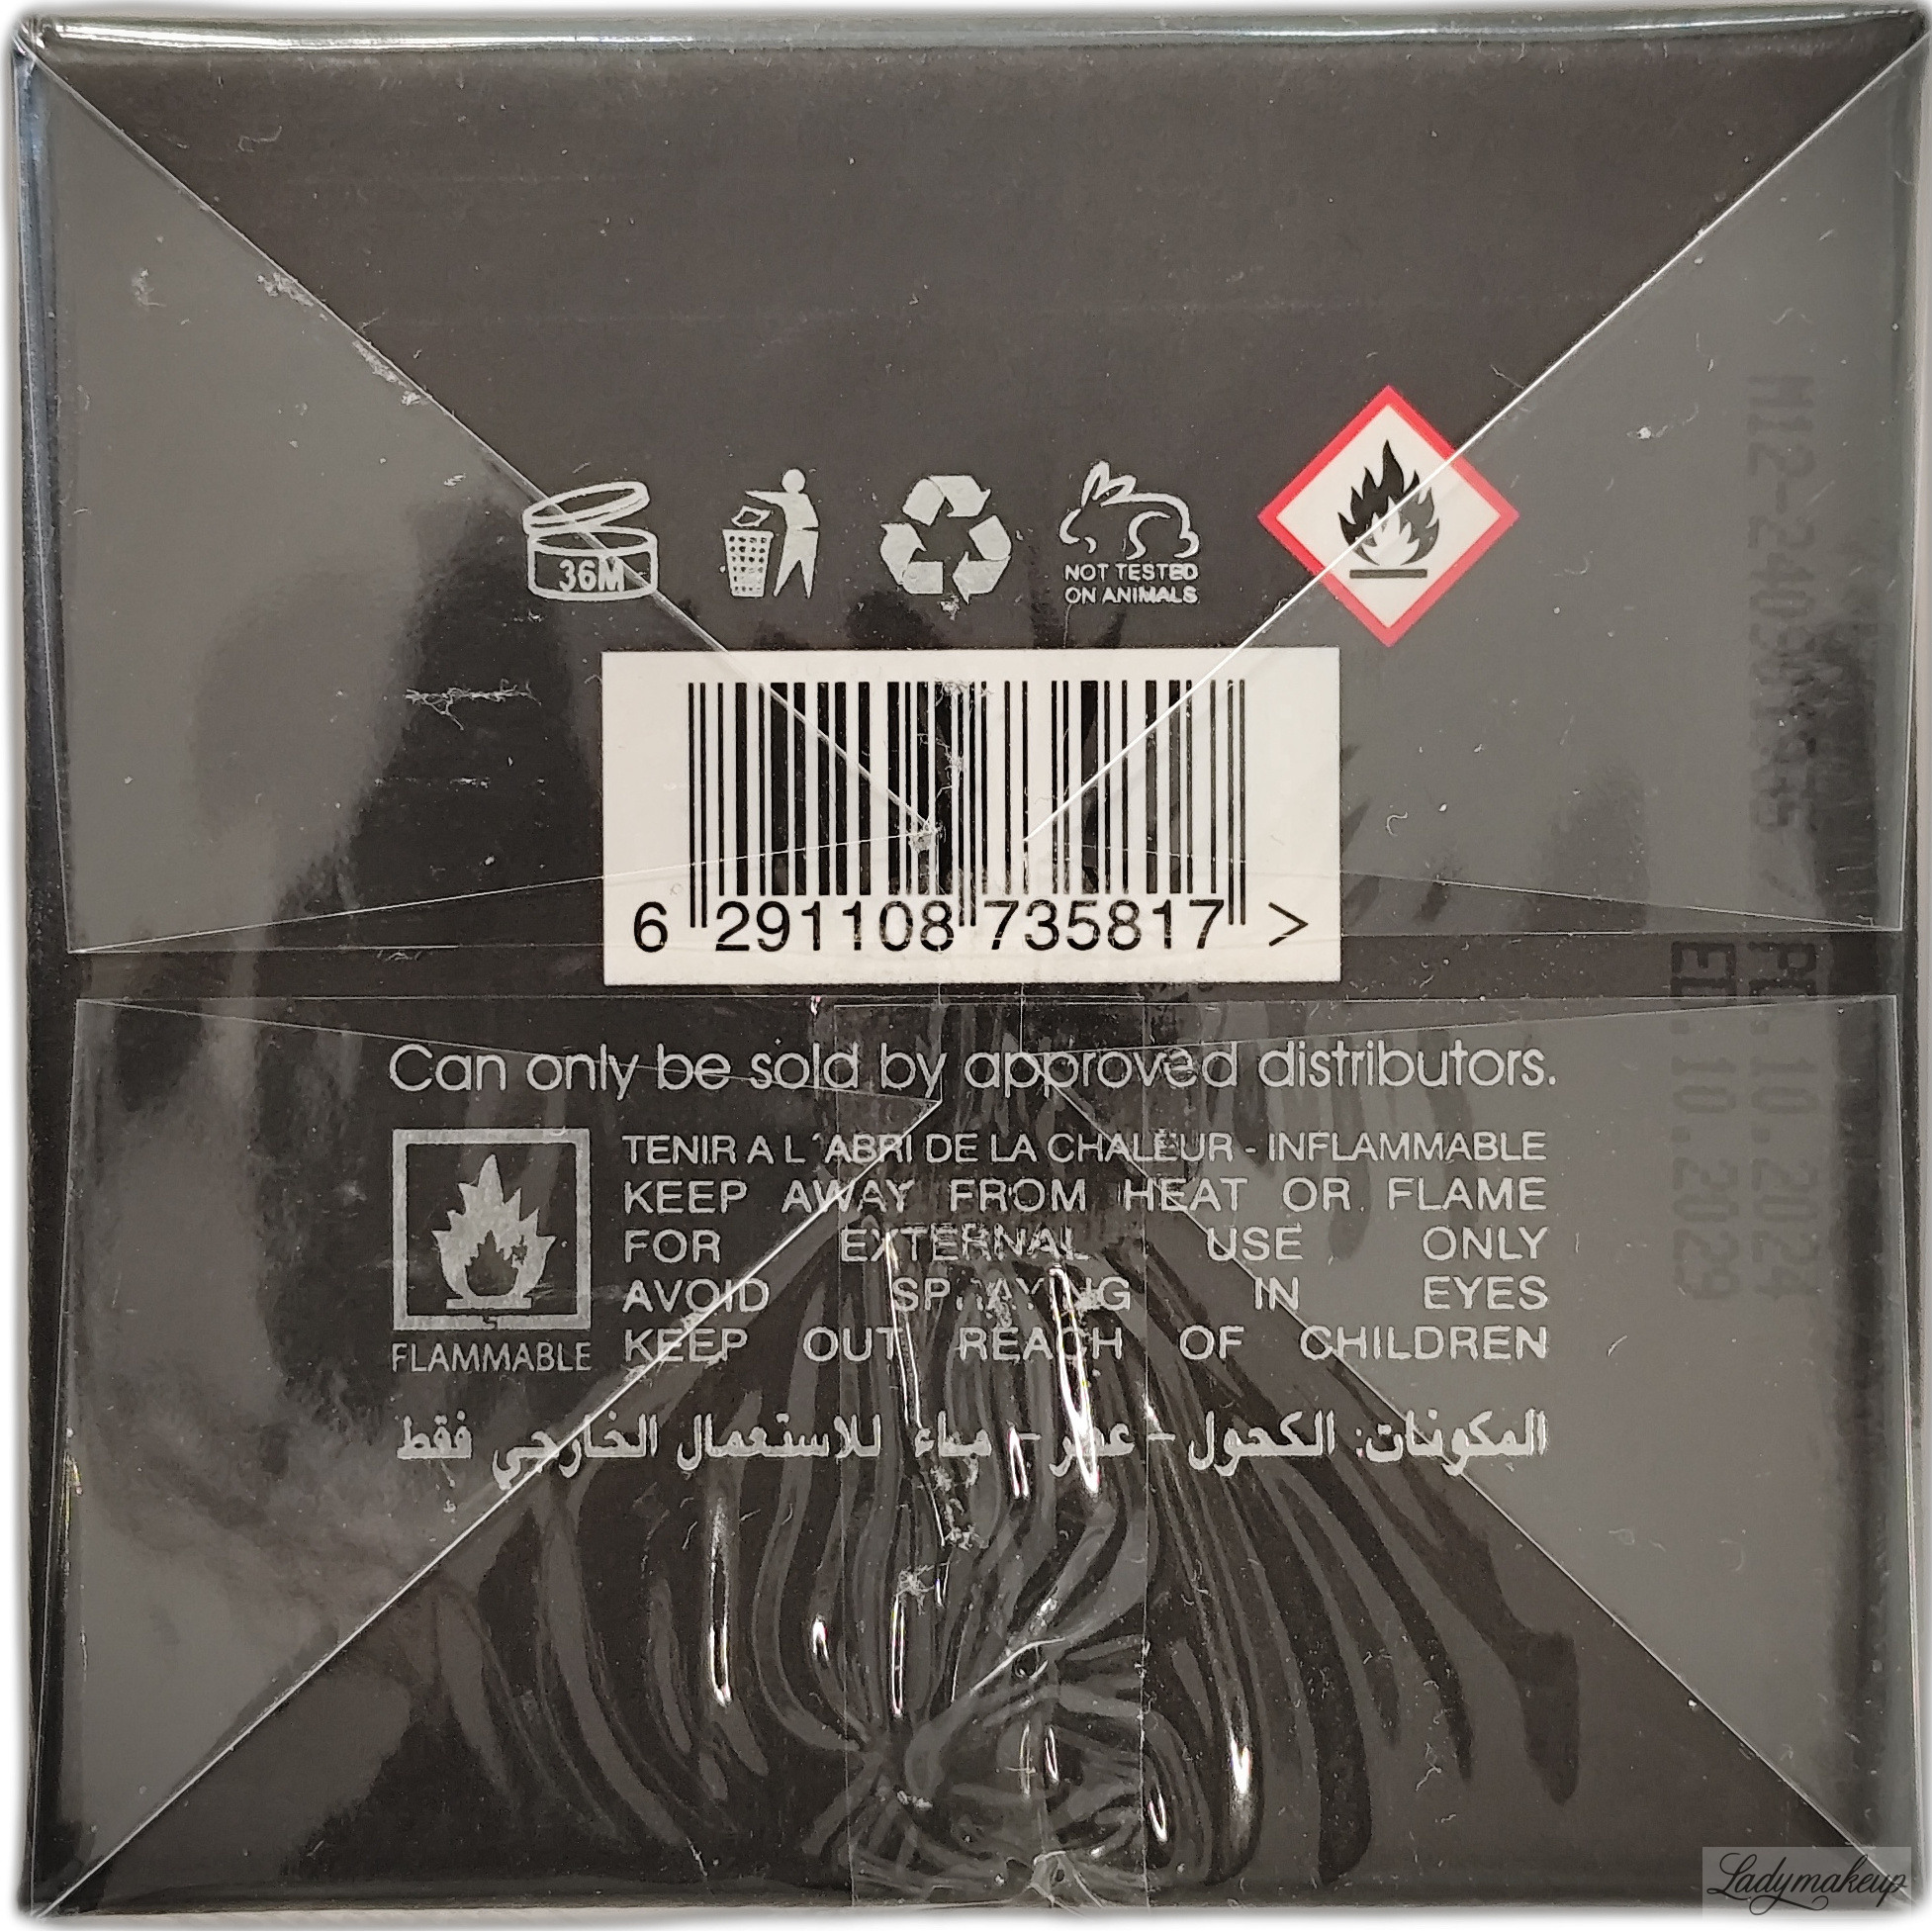 36M
NOT TESTED
ON ANIMALS
6 291108 735817 >
Can only be sold by approved distributors.
TENIR A L´ABRI DE LA CHALEUR - INFLAMMABLE
KEEP AWAY FROM HEAT OR FLAME
FOR EXTERNAL USE ONLY
AVOID SPRAYING IN EYES
KEEP OUT REACH OF CHILDREN
FLAMMABLE
المكونات: الكحول - عطر - ماء للاستعمال الخارجي فقط
10.2024
10.2029
Ladymakeup